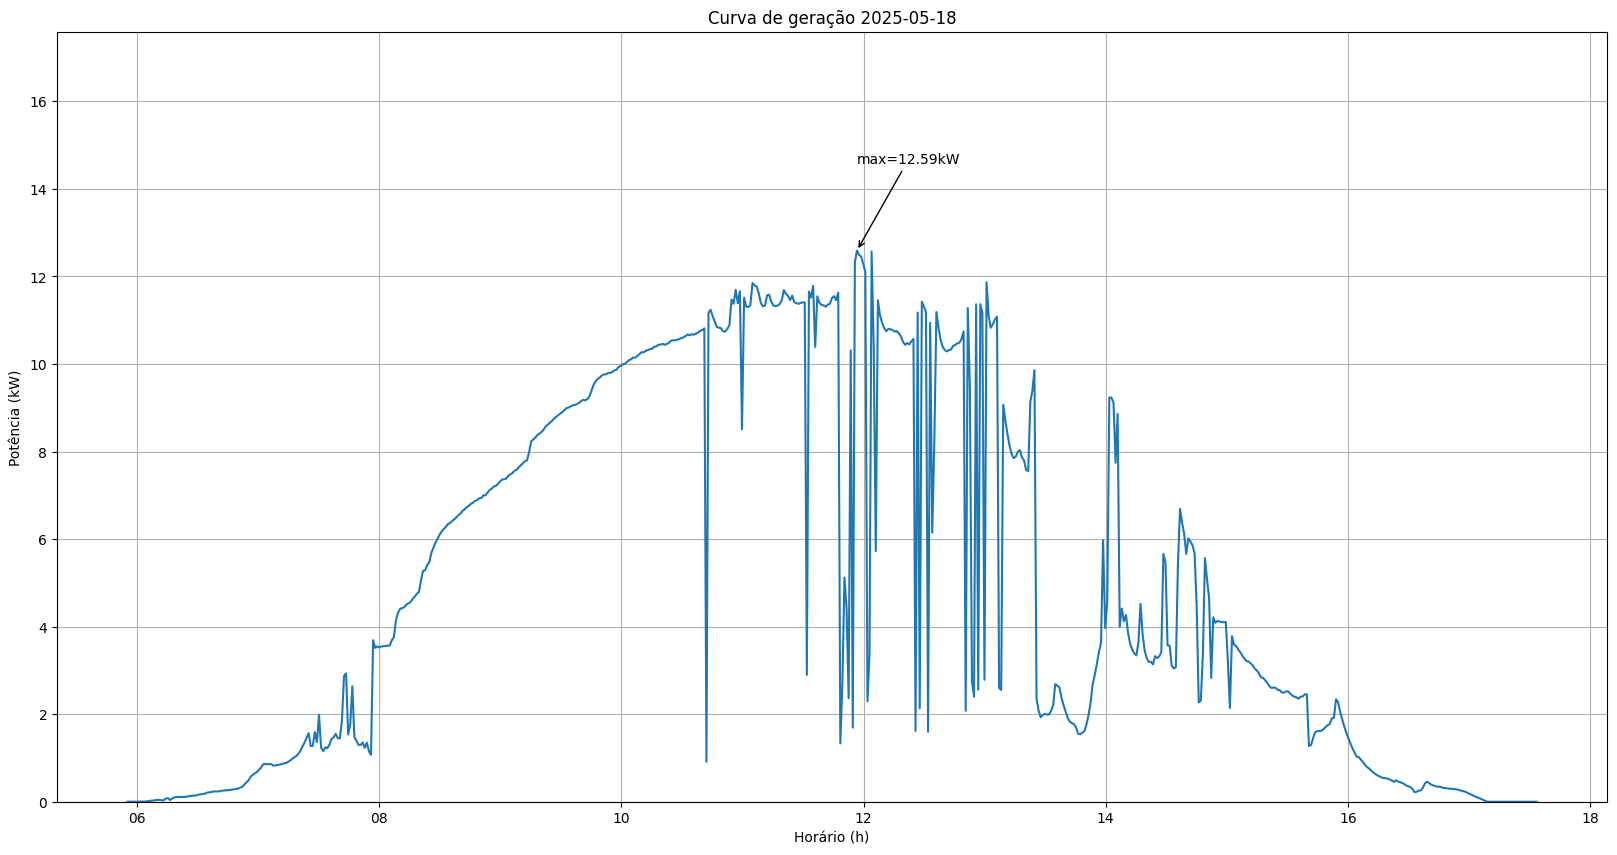 Curva de geração 2025-05-18
16
14
12
10
8
6
4
2
0
Potência (kW)
max=12.59kW
06 08 10 12 14 16 18
Horário (h)